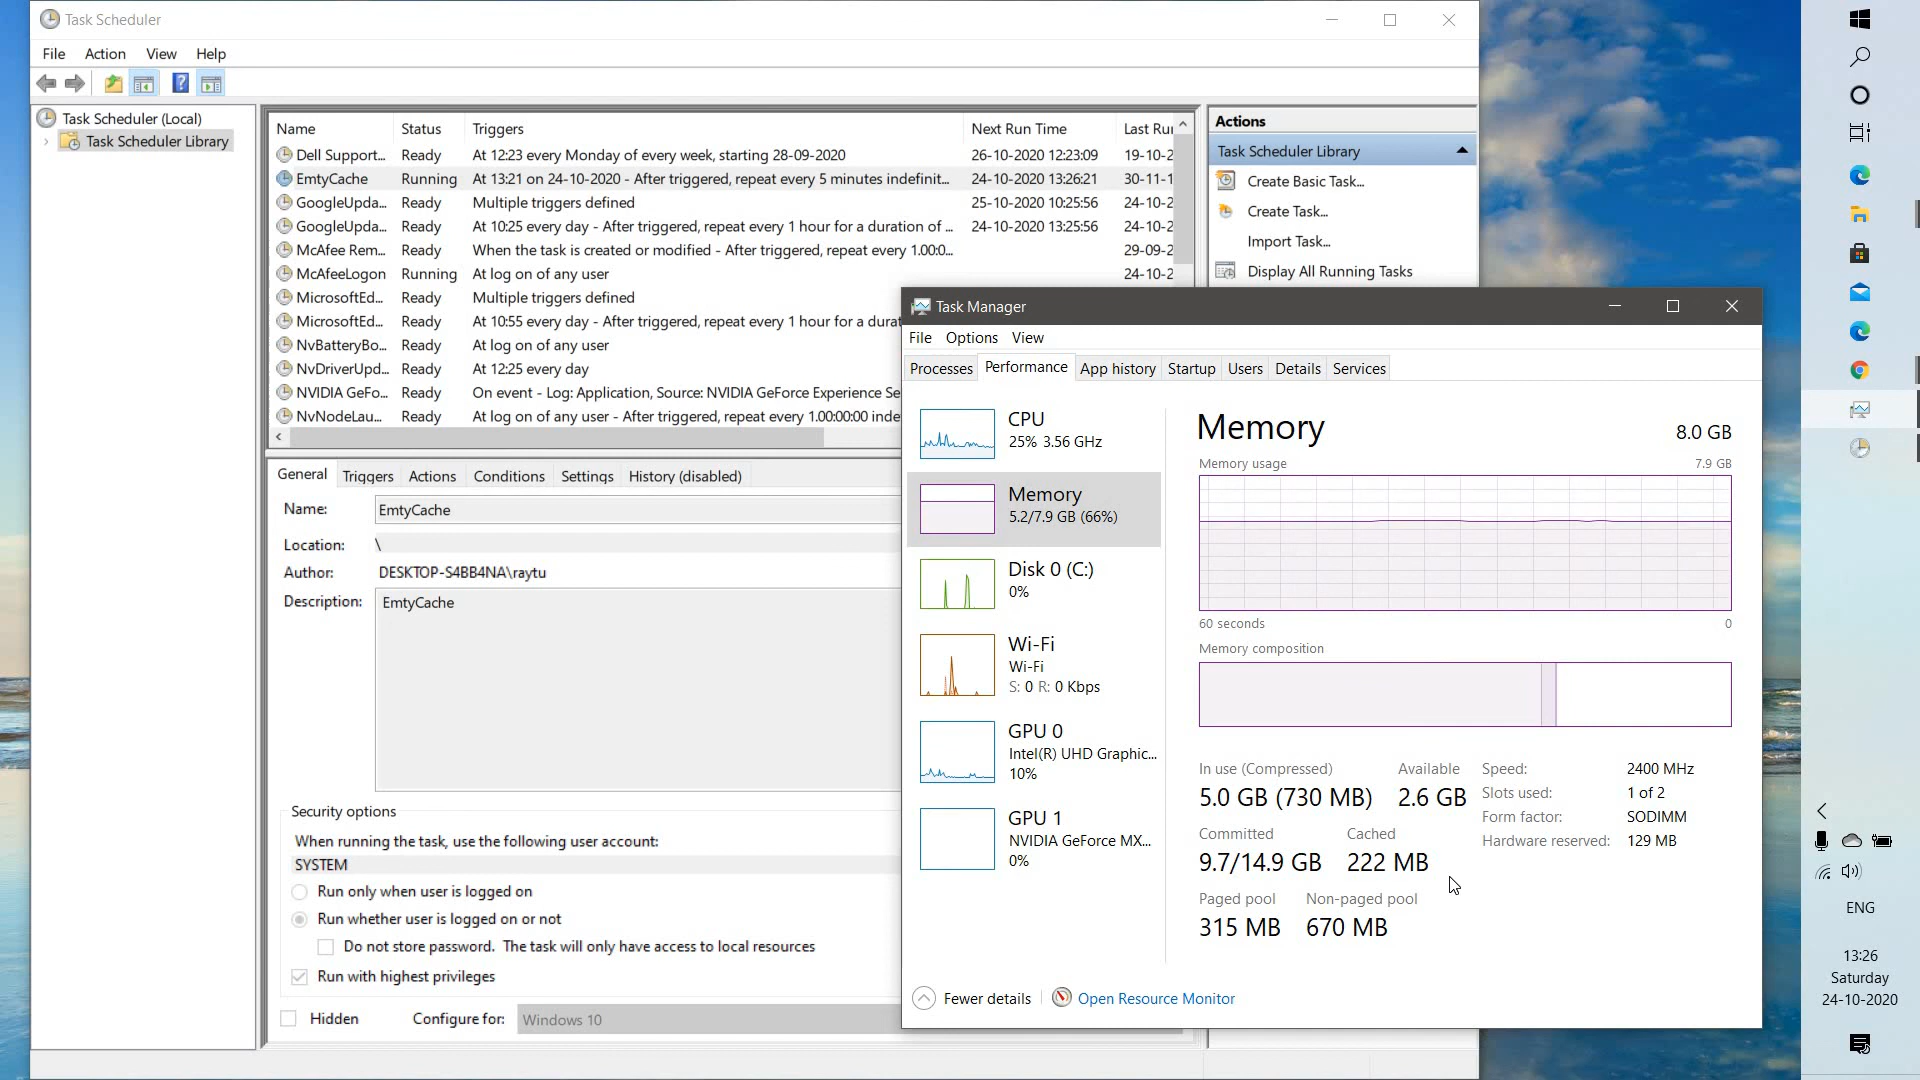 Task Scheduler
File Action View Help
Task Scheduler (Local)
Task Scheduler Library
Name Status Triggers Next Run Time Last Ru
Dell Support... Ready At 12:23 every Monday of every week, starting 28-09-2020 26-10-2020 12:23:09 19-10-2
EmtyCache Running At 13:21 on 24-10-2020 - After triggered, repeat every 5 minutes indefinit... 24-10-2020 13:26:21 30-11-1
GoogleUpda... Ready Multiple triggers defined 25-10-2020 10:25:56 24-10-2
GoogleUpda... Ready At 10:25 every day - After triggered, repeat every 1 hour for a duration of ... 24-10-2020 13:25:56 24-10-2
McAfee Rem... Ready When the task is created or modified - After triggered, repeat every 1.00:0... 29-09-2
McAfeeLogon Running At log on of any user 24-10-2
MicrosoftEd... Ready Multiple triggers defined
MicrosoftEd... Ready At 10:55 every day - After triggered, repeat every 1 hour for a durat
NvBatteryBo... Ready At log on of any user
NvDriverUpd... Ready At 12:25 every day
NVIDIA GeFo... Ready On event - Log: Application, Source: NVIDIA GeForce Experience Se
NvNodeLau... Ready At log on of any user - After triggered, repeat every 1.00:00:00 inde
Actions
Task Scheduler Library
Create Basic Task...
Create Task...
Import Task...
Display All Running Tasks
General Triggers Actions Conditions Settings History (disabled)
Name: EmtyCache
Location: \
Author: DESKTOP-S4BB4NA\raytu
Description: EmtyCache
Security options
When running the task, use the following user account:
SYSTEM
Run only when user is logged on
Run whether user is logged on or not
Do not store password. The task will only have access to local resources
Run with highest privileges
Hidden Configure for: Windows 10
Task Manager
File Options View
Processes Performance App history Startup Users Details Services
CPU
25% 3.56 GHz
Memory
5.2/7.9 GB (66%)
Disk 0 (C:)
0%
Wi-Fi
Wi-Fi
S: 0 R: 0 Kbps
GPU 0
Intel(R) UHD Graphic...
10%
GPU 1
NVIDIA GeForce MX...
0%
Memory 8.0 GB
Memory usage 7.9 GB
60 seconds 0
Memory composition
In use (Compressed) Available
5.0 GB (730 MB) 2.6 GB
Committed Cached
9.7/14.9 GB 222 MB
Paged pool Non-paged pool
315 MB 670 MB
Speed: 2400 MHz
Slots used: 1 of 2
Form factor: SODIMM
Hardware reserved: 129 MB
Fewer details Open Resource Monitor
ENG
13:26
Saturday
24-10-2020